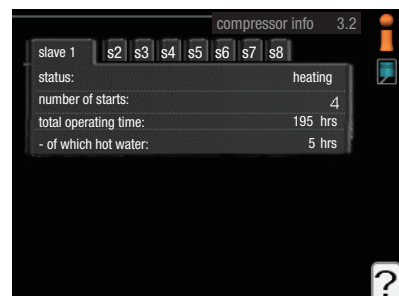 compressor info 3.2
slave 1 s2 s3 s4 s5 s6 s7 s8
status: heating
number of starts: 4
total operating time: 195 hrs
- of which hot water: 5 hrs
?